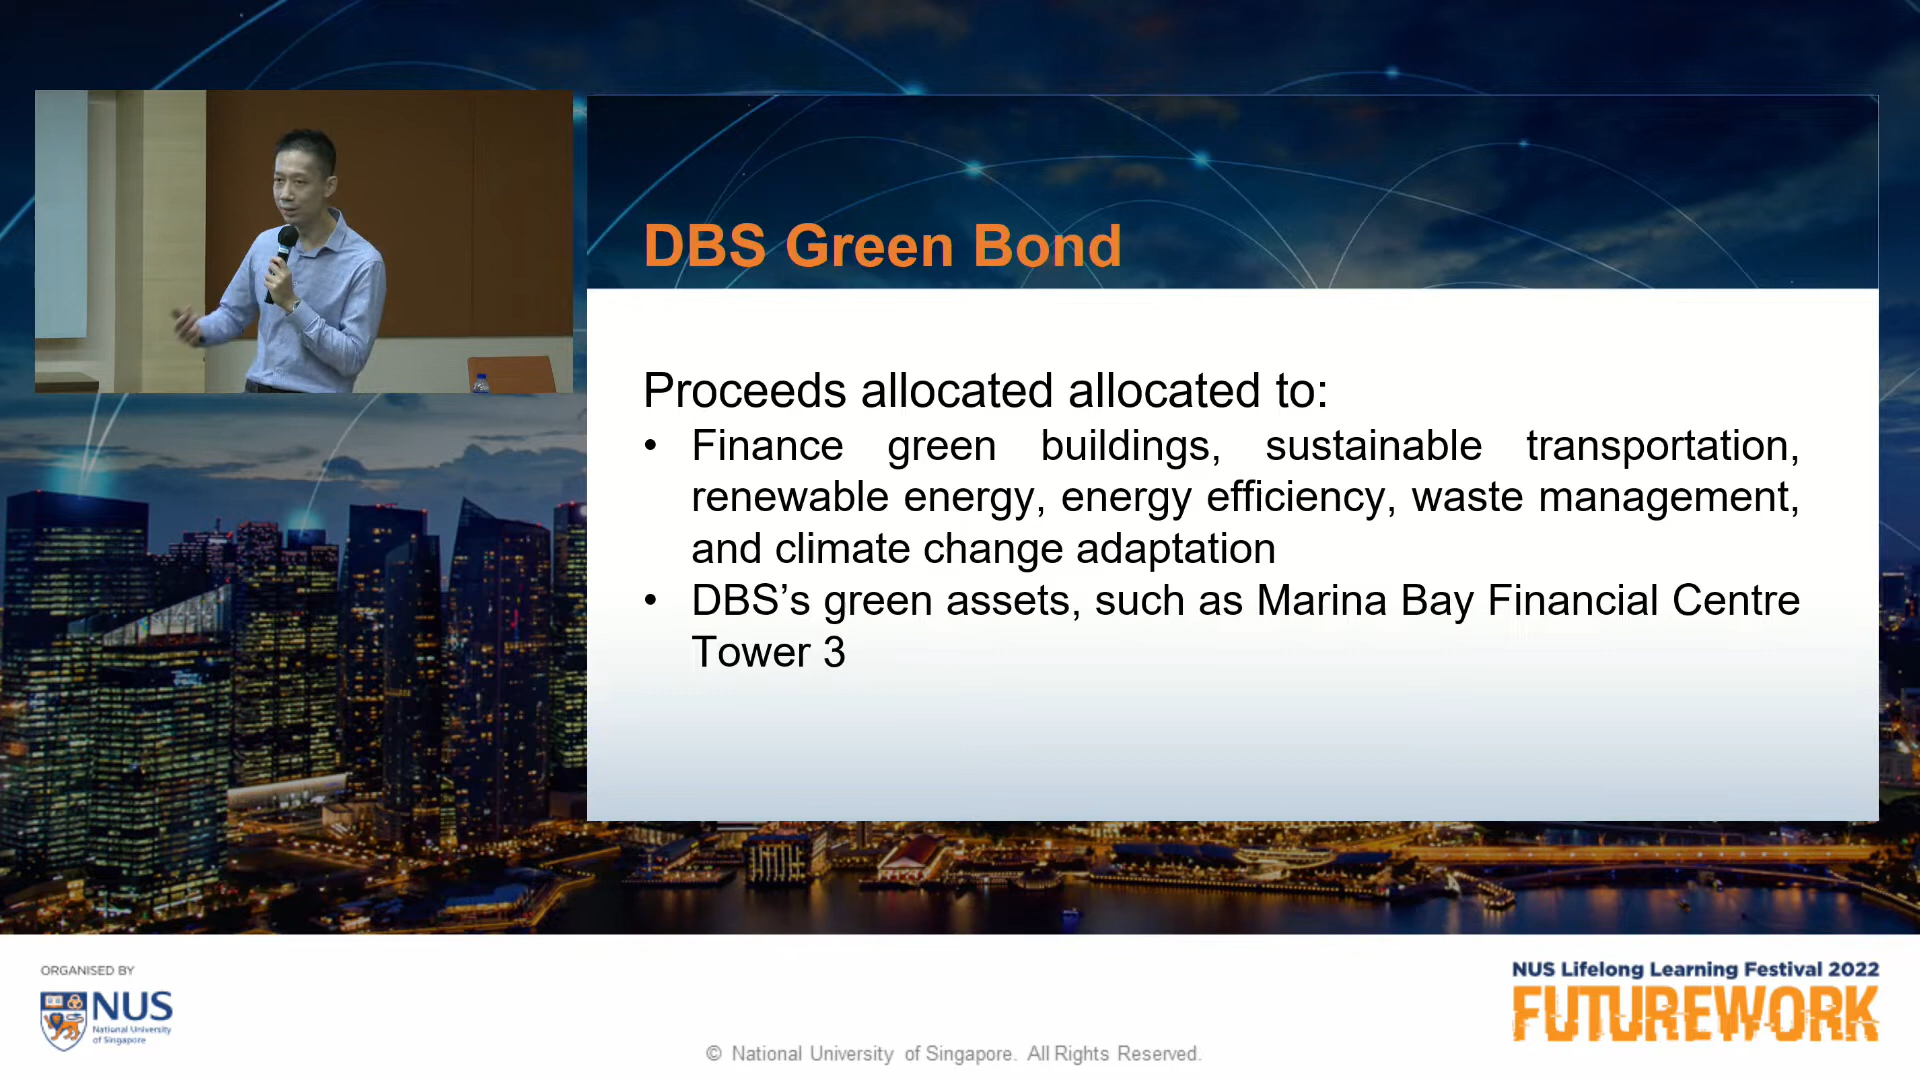 DBS Green Bond
Proceeds allocated allocated to:
• Finance green buildings, sustainable transportation,
renewable energy, energy efficiency, waste management,
and climate change adaptation
• DBS’s green assets, such as Marina Bay Financial Centre
Tower 3
ORGANISED BY
NUS
National University
of Singapore
© National University of Singapore. All Rights Reserved.
NUS Lifelong Learning Festival 2022
FUTUREWORK